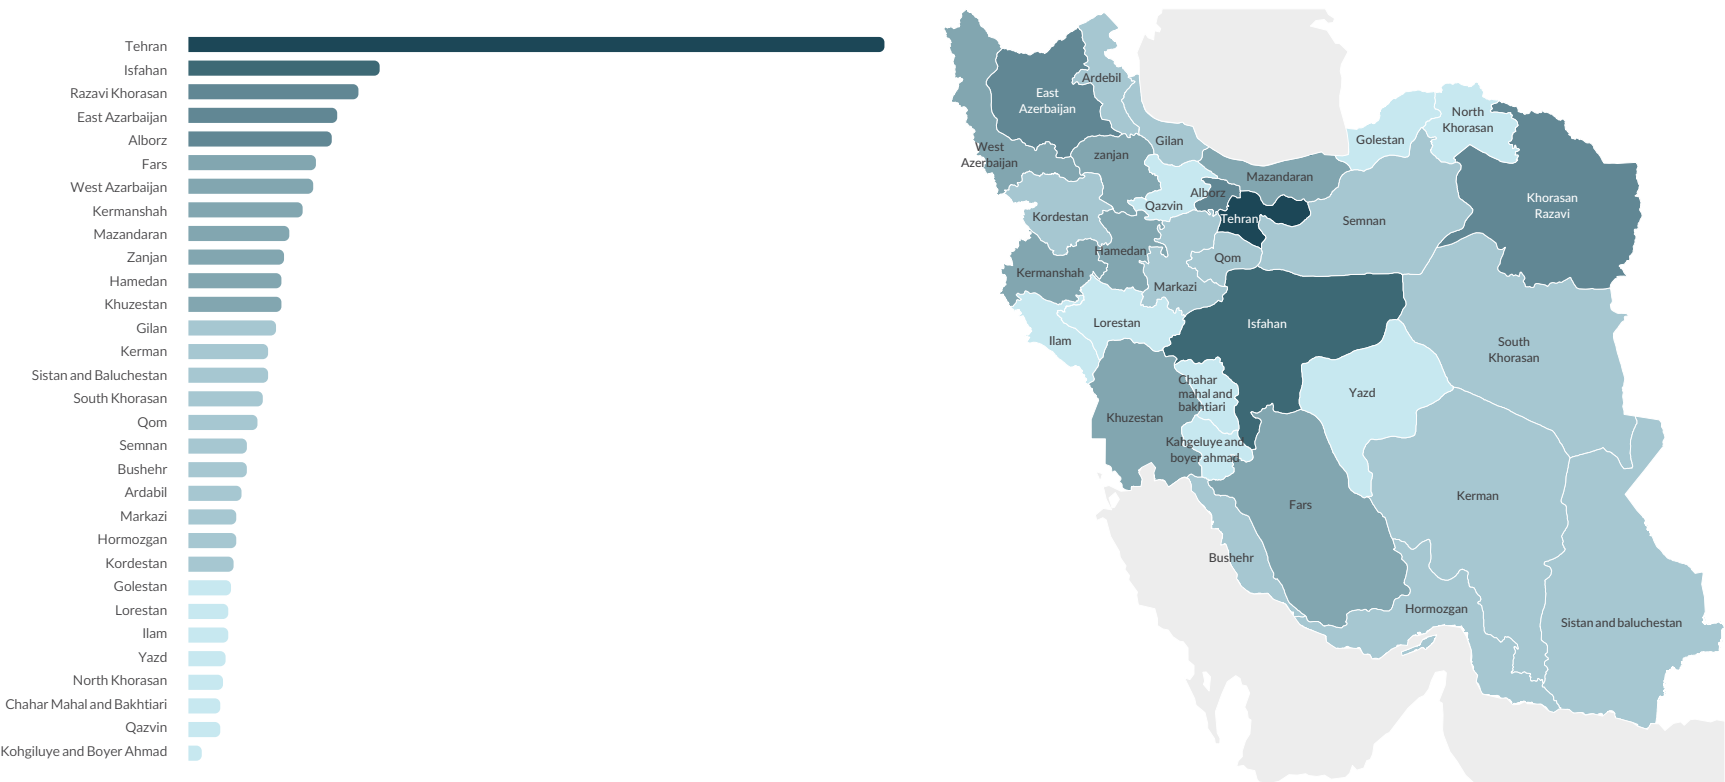 Tehran
Isfahan
Razavi Khorasan
East Azarbaijan
Alborz
Fars
West Azarbaijan
Kermanshah
Mazandaran
Zanjan
Hamedan
Khuzestan
Gilan
Kerman
Sistan and Baluchestan
South Khorasan
Qom
Semnan
Bushehr
Ardabil
Markazi
Hormozgan
Kordestan
Golestan
Lorestan
Ilam
Yazd
North Khorasan
Chahar Mahal and Bakhtiari
Qazvin
Kohgiluye and Boyer Ahmad
Ardebil
East
Azerbaijan
North
Khorasan
Golestan
Gilan
West
Azerbaijan
zanjan
Mazandaran
Alborz
Qazvin
Khorasan
Razavi
Kordestan
Tehran
Semnan
Hamedan
Qom
Kermanshah
Markazi
Lorestan
Isfahan
Ilam
South
Khorasan
Chahar
mahal and
bakhtiari
Yazd
Khuzestan
Kahgeluye and
boyer ahmad
Kerman
Fars
Bushehr
Hormozgan
Sistan and baluchestan